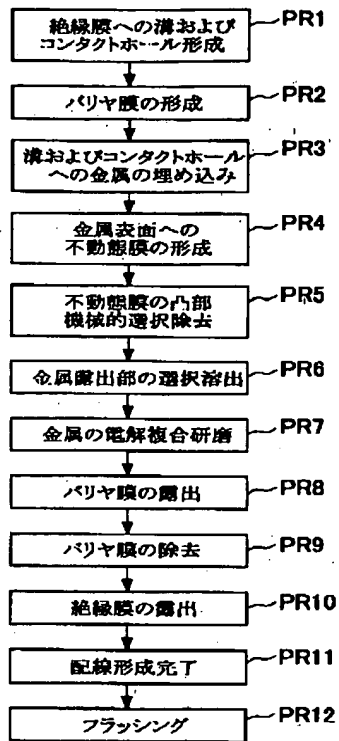 絶縁膜への溝および
コンタクトホール形成
PR1
バリヤ膜の形成
PR2
溝およびコンタクトホール
への金属の埋め込み
PR3
金属表面への
不動態膜の形成
PR4
不動態膜の凸部
機械的選択除去
PR5
金属露出部の選択溶出
PR6
金属の電解複合研磨
PR7
バリヤ膜の露出
PR8
バリヤ膜の除去
PR9
絶縁膜の露出
PR10
配線形成完了
PR11
フラッシング
PR12